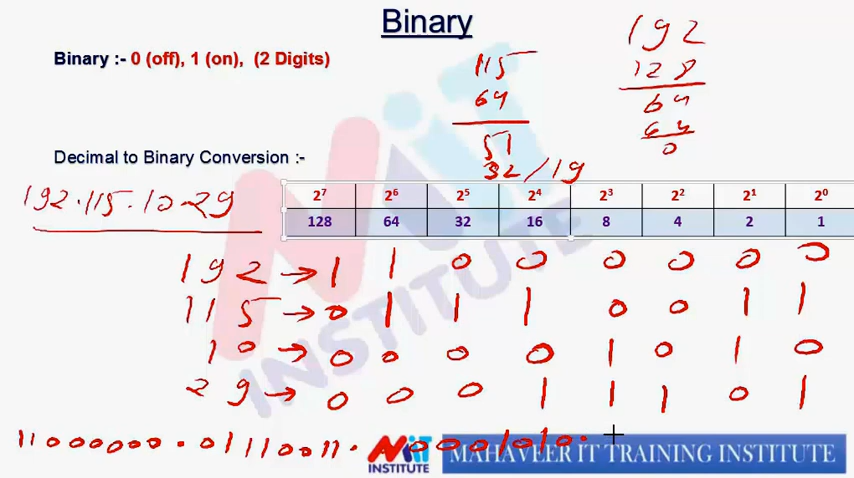 Binary
Binary :- 0 (off), 1 (on), (2 Digits)
115
64
51
32/19
192
128
64
64
0
Decimal to Binary Conversion :-
192.115.10.29
2⁷ 2⁶ 2⁵ 2⁴ 2³ 2² 2¹ 2⁰
128 64 32 16 8 4 2 1
192 → 1 1 0 0 0 0 0 0
115 → 0 1 1 1 0 0 1 1
10 → 0 0 0 0 1 0 1 0
29 → 0 0 0 1 1 1 0 1
11000000.01110011.00001010.
MiT INSTITUTE
MiT INSTITUTE
MAHAVEER IT TRAINING INSTITUTE